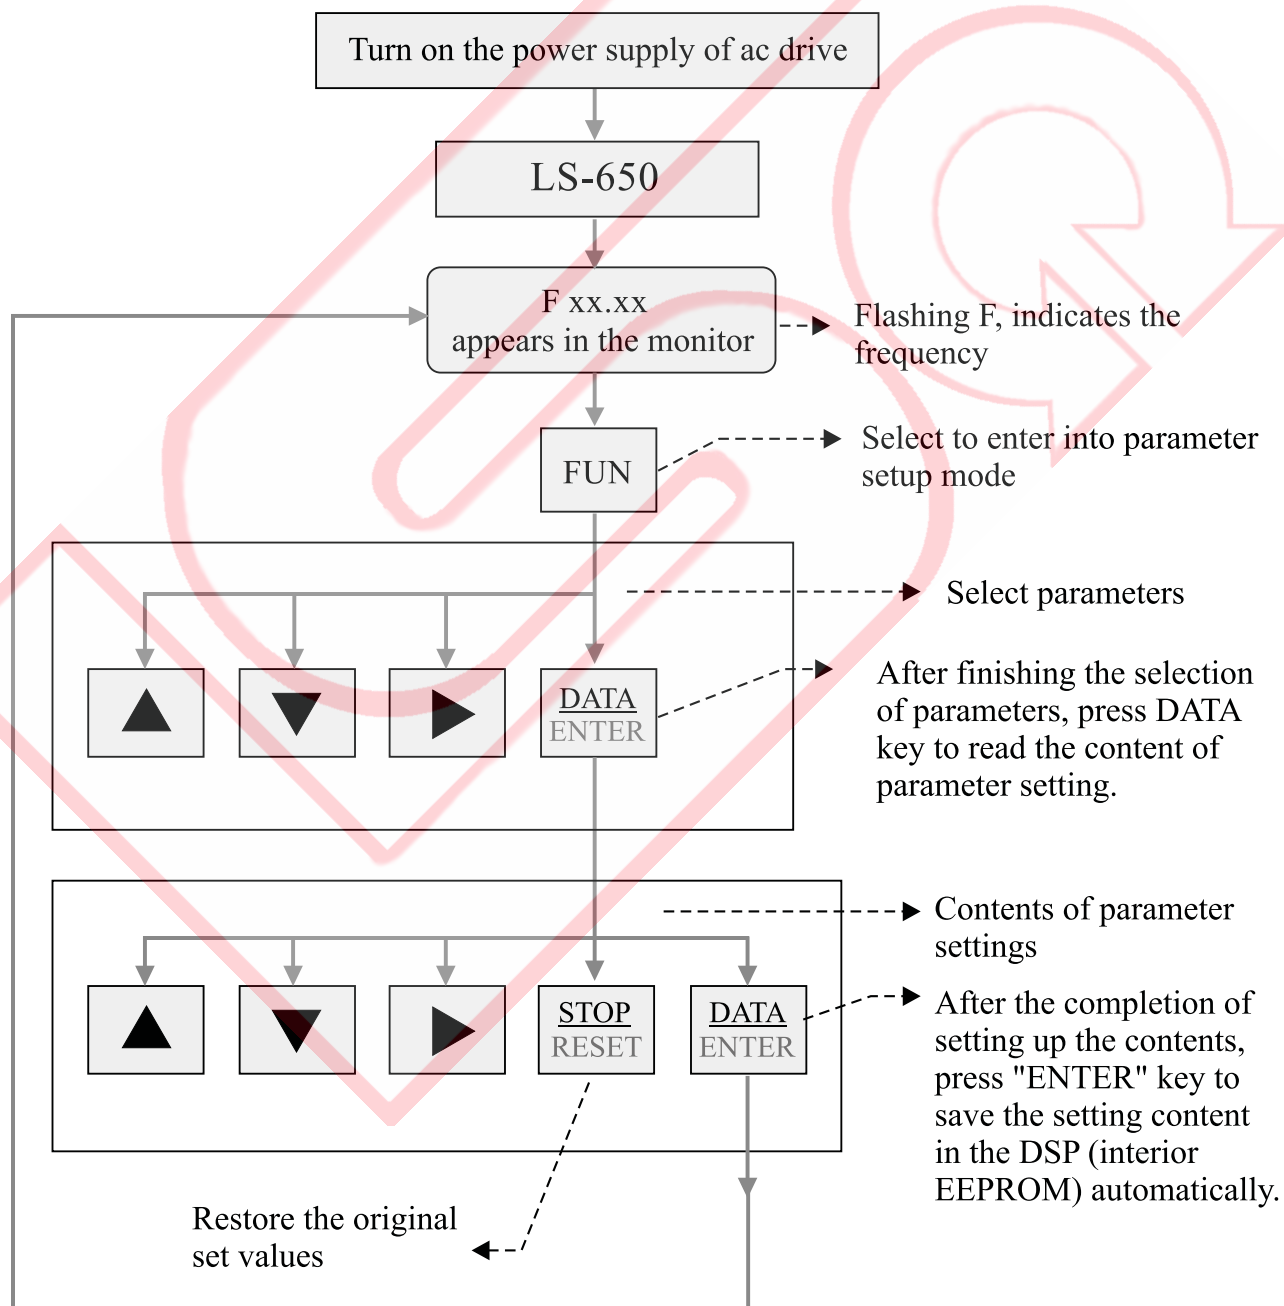 Turn on the power supply of ac drive
LS-650
F xx.xx
appears in the monitor
Flashing F, indicates the
frequency
FUN
Select to enter into parameter
setup mode
Select parameters
DATA
ENTER
After finishing the selection
of parameters, press DATA
key to read the content of
parameter setting.
Contents of parameter
settings
STOP
RESET
DATA
ENTER
After the completion of
setting up the contents,
press "ENTER" key to
save the setting content
in the DSP (interior
EEPROM) automatically.
Restore the original
set values